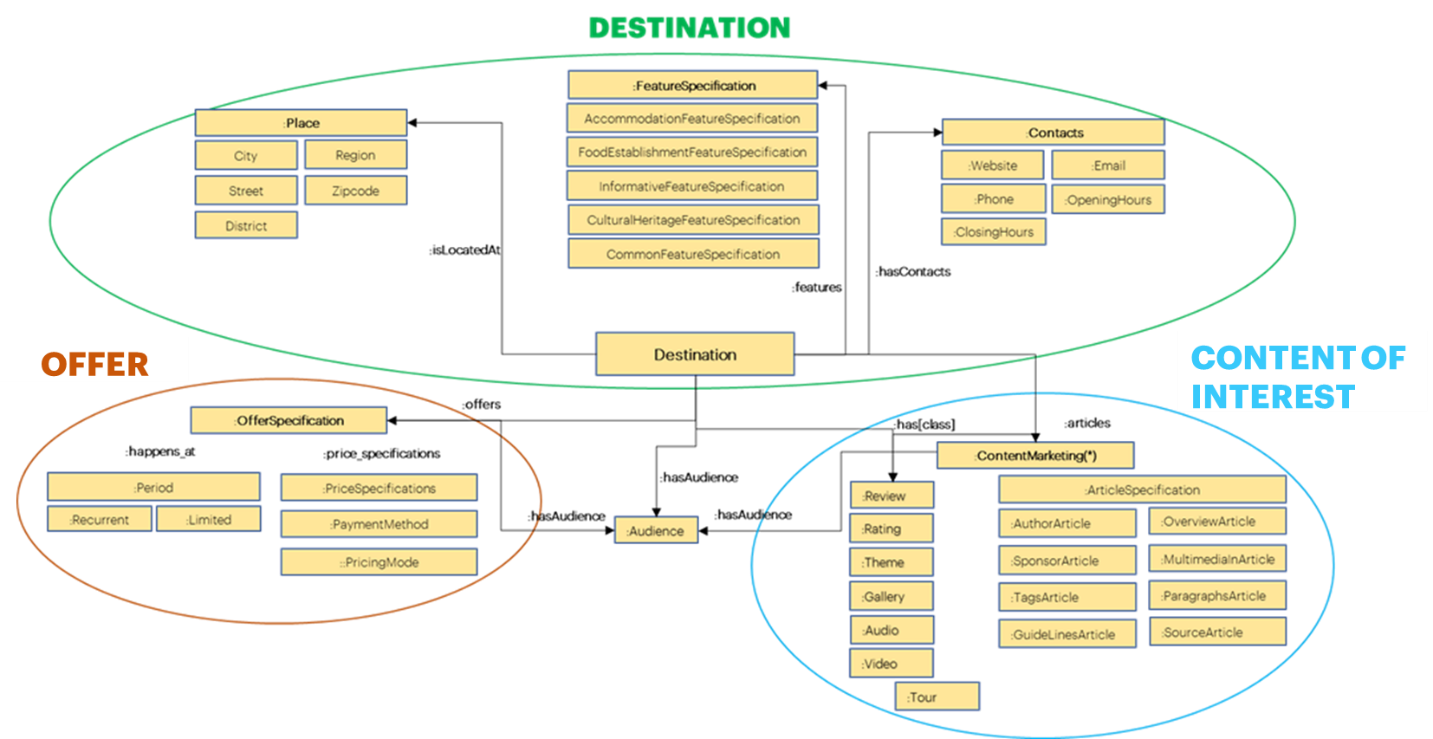 DESTINATION
:FeatureSpecification
AccommodationFeatureSpecification
FoodEstablishmentFeatureSpecification
InformativeFeatureSpecification
CulturalHeritageFeatureSpecification
CommonFeatureSpecification
:Place
City
Region
Street
Zipcode
District
:Contacts
:Website
:Email
:Phone
:OpeningHours
:ClosingHours
:isLocatedAt
:features
:hasContacts
Destination
OFFER
:offers
:OfferSpecification
:happens_at
:price_specifications
:Period
:Recurrent
:Limited
:PriceSpecifications
:PaymentMethod
::PricingMode
:hasAudience
:hasAudience
:hasAudience
:Audience
CONTENT OF
INTEREST
:has[class]
:articles
:ContentMarketing(*)
:Review
:Rating
:Theme
:Gallery
:Audio
:Video
:Tour
:ArticleSpecification
:AuthorArticle
:OverviewArticle
:SponsorArticle
:MultimediaInArticle
:TagsArticle
:ParagraphsArticle
:GuideLinesArticle
:SourceArticle